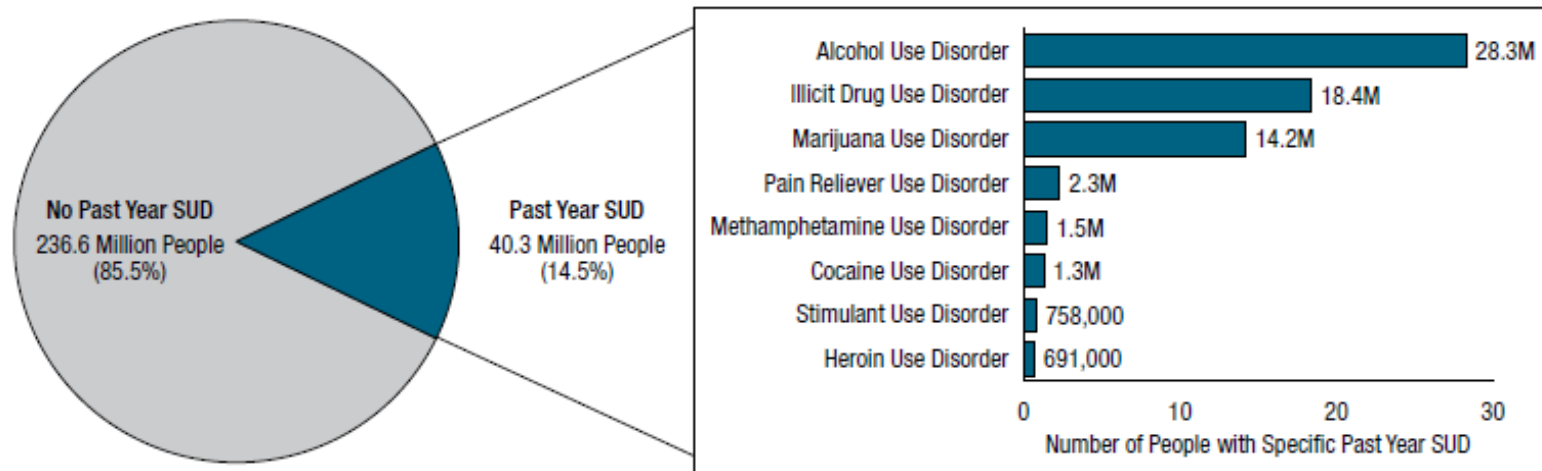 No Past Year SUD
236.6 Million People
(85.5%)
Past Year SUD
40.3 Million People
(14.5%)
Alcohol Use Disorder 28.3M
Illicit Drug Use Disorder 18.4M
Marijuana Use Disorder 14.2M
Pain Reliever Use Disorder 2.3M
Methamphetamine Use Disorder 1.5M
Cocaine Use Disorder 1.3M
Stimulant Use Disorder 758,000
Heroin Use Disorder 691,000
0 10 20 30
Number of People with Specific Past Year SUD